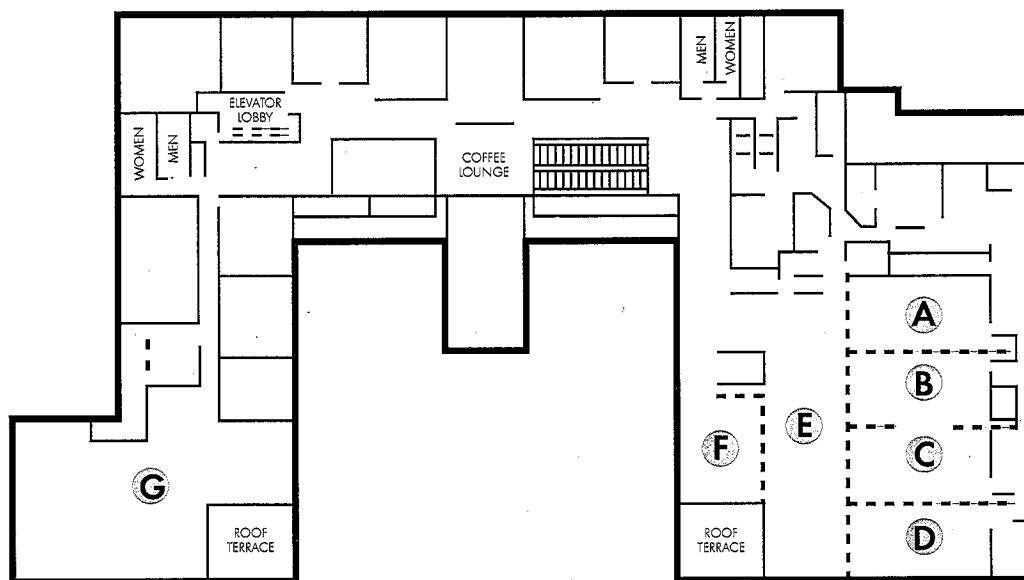 MEN
WOMEN
ELEVATOR
LOBBY
WOMEN
MEN
COFFEE
LOUNGE
A
B
E
F
C
G
ROOF
TERRACE
ROOF
TERRACE
D